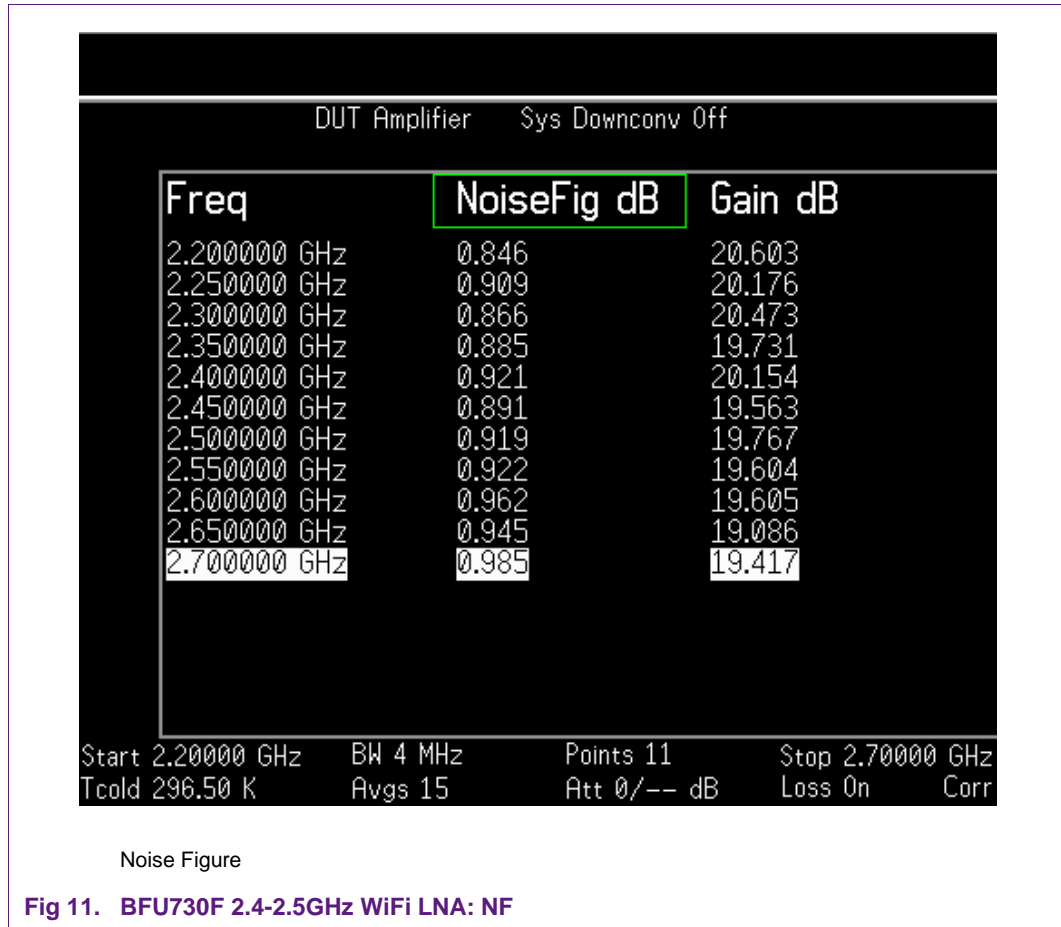 DUT Amplifier Sys Downconv Off
Freq NoiseFig dB Gain dB
2.200000 GHz 0.846 20.603
2.250000 GHz 0.909 20.176
2.300000 GHz 0.866 20.473
2.350000 GHz 0.885 19.731
2.400000 GHz 0.921 20.154
2.450000 GHz 0.891 19.563
2.500000 GHz 0.919 19.767
2.550000 GHz 0.922 19.604
2.600000 GHz 0.962 19.605
2.650000 GHz 0.945 19.086
2.700000 GHz 0.985 19.417
Start 2.20000 GHz BW 4 MHz Points 11 Stop 2.70000 GHz
Tcold 296.50 K Avgs 15 Att 0/-- dB Loss On Corr
Noise Figure
Fig 11. BFU730F 2.4-2.5GHz WiFi LNA: NF